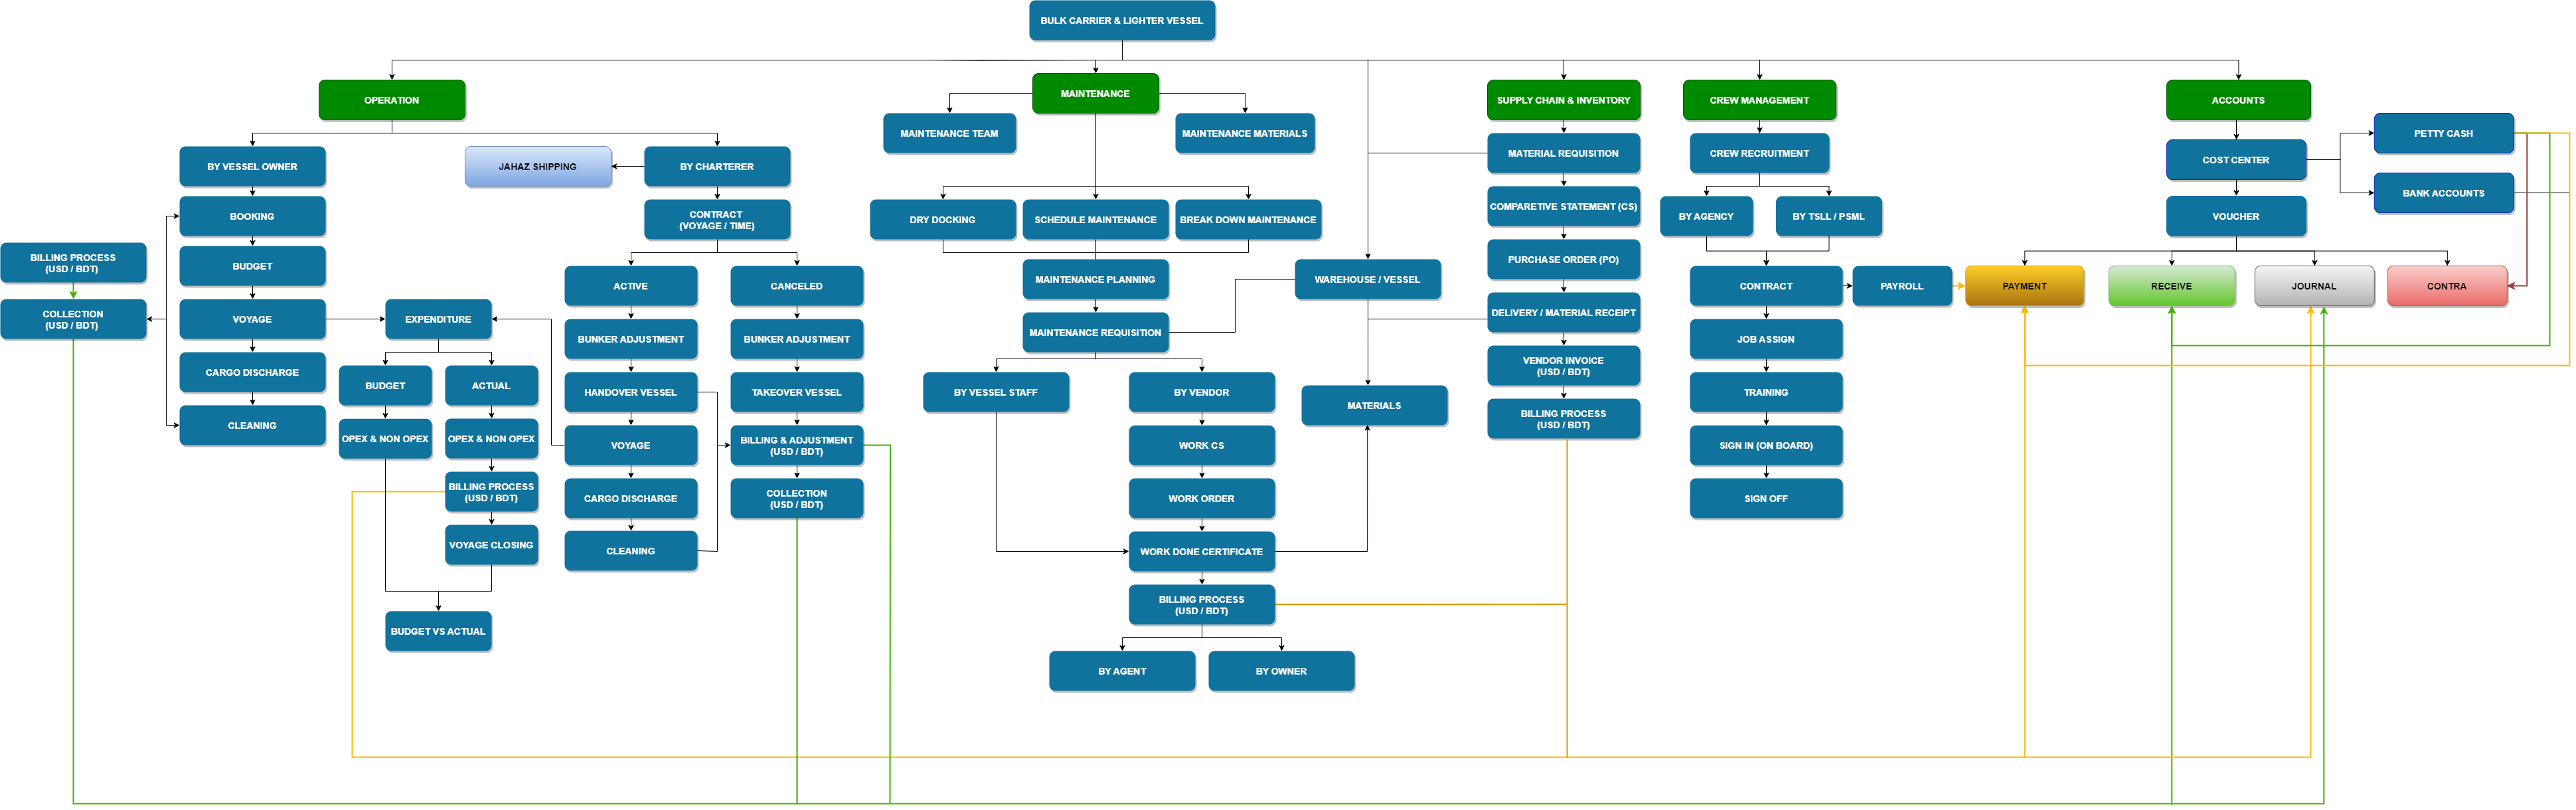 BULK CARRIER & LIGHTER VESSEL
OPERATION
BY VESSEL OWNER
BOOKING
BUDGET
VOYAGE
CARGO DISCHARGE
CLEANING
BILLING PROCESS
(USD / BDT)
COLLECTION
(USD / BDT)
EXPENDITURE
BUDGET
OPEX & NON OPEX
ACTUAL
OPEX & NON OPEX
BILLING PROCESS
(USD / BDT)
VOYAGE CLOSING
BUDGET VS ACTUAL
JAHAZ SHIPPING
BY CHARTERER
CONTRACT
(VOYAGE / TIME)
ACTIVE
BUNKER ADJUSTMENT
HANDOVER VESSEL
VOYAGE
CARGO DISCHARGE
CLEANING
CANCELED
BUNKER ADJUSTMENT
TAKEOVER VESSEL
BILLING & ADJUSTMENT
(USD / BDT)
COLLECTION
(USD / BDT)
MAINTENANCE
MAINTENANCE TEAM
MAINTENANCE MATERIALS
DRY DOCKING
SCHEDULE MAINTENANCE
BREAK DOWN MAINTENANCE
MAINTENANCE PLANNING
MAINTENANCE REQUISITION
BY VESSEL STAFF
BY VENDOR
WORK CS
WORK ORDER
WORK DONE CERTIFICATE
BILLING PROCESS
(USD / BDT)
BY AGENT
BY OWNER
WAREHOUSE / VESSEL
MATERIALS
SUPPLY CHAIN & INVENTORY
MATERIAL REQUISITION
COMPARETIVE STATEMENT (CS)
PURCHASE ORDER (PO)
DELIVERY / MATERIAL RECEIPT
VENDOR INVOICE
(USD / BDT)
BILLING PROCESS
(USD / BDT)
CREW MANAGEMENT
CREW RECRUITMENT
BY AGENCY
BY TSLL / PSML
CONTRACT
PAYROLL
JOB ASSIGN
TRAINING
SIGN IN (ON BOARD)
SIGN OFF
ACCOUNTS
COST CENTER
PETTY CASH
BANK ACCOUNTS
VOUCHER
PAYMENT
RECEIVE
JOURNAL
CONTRA